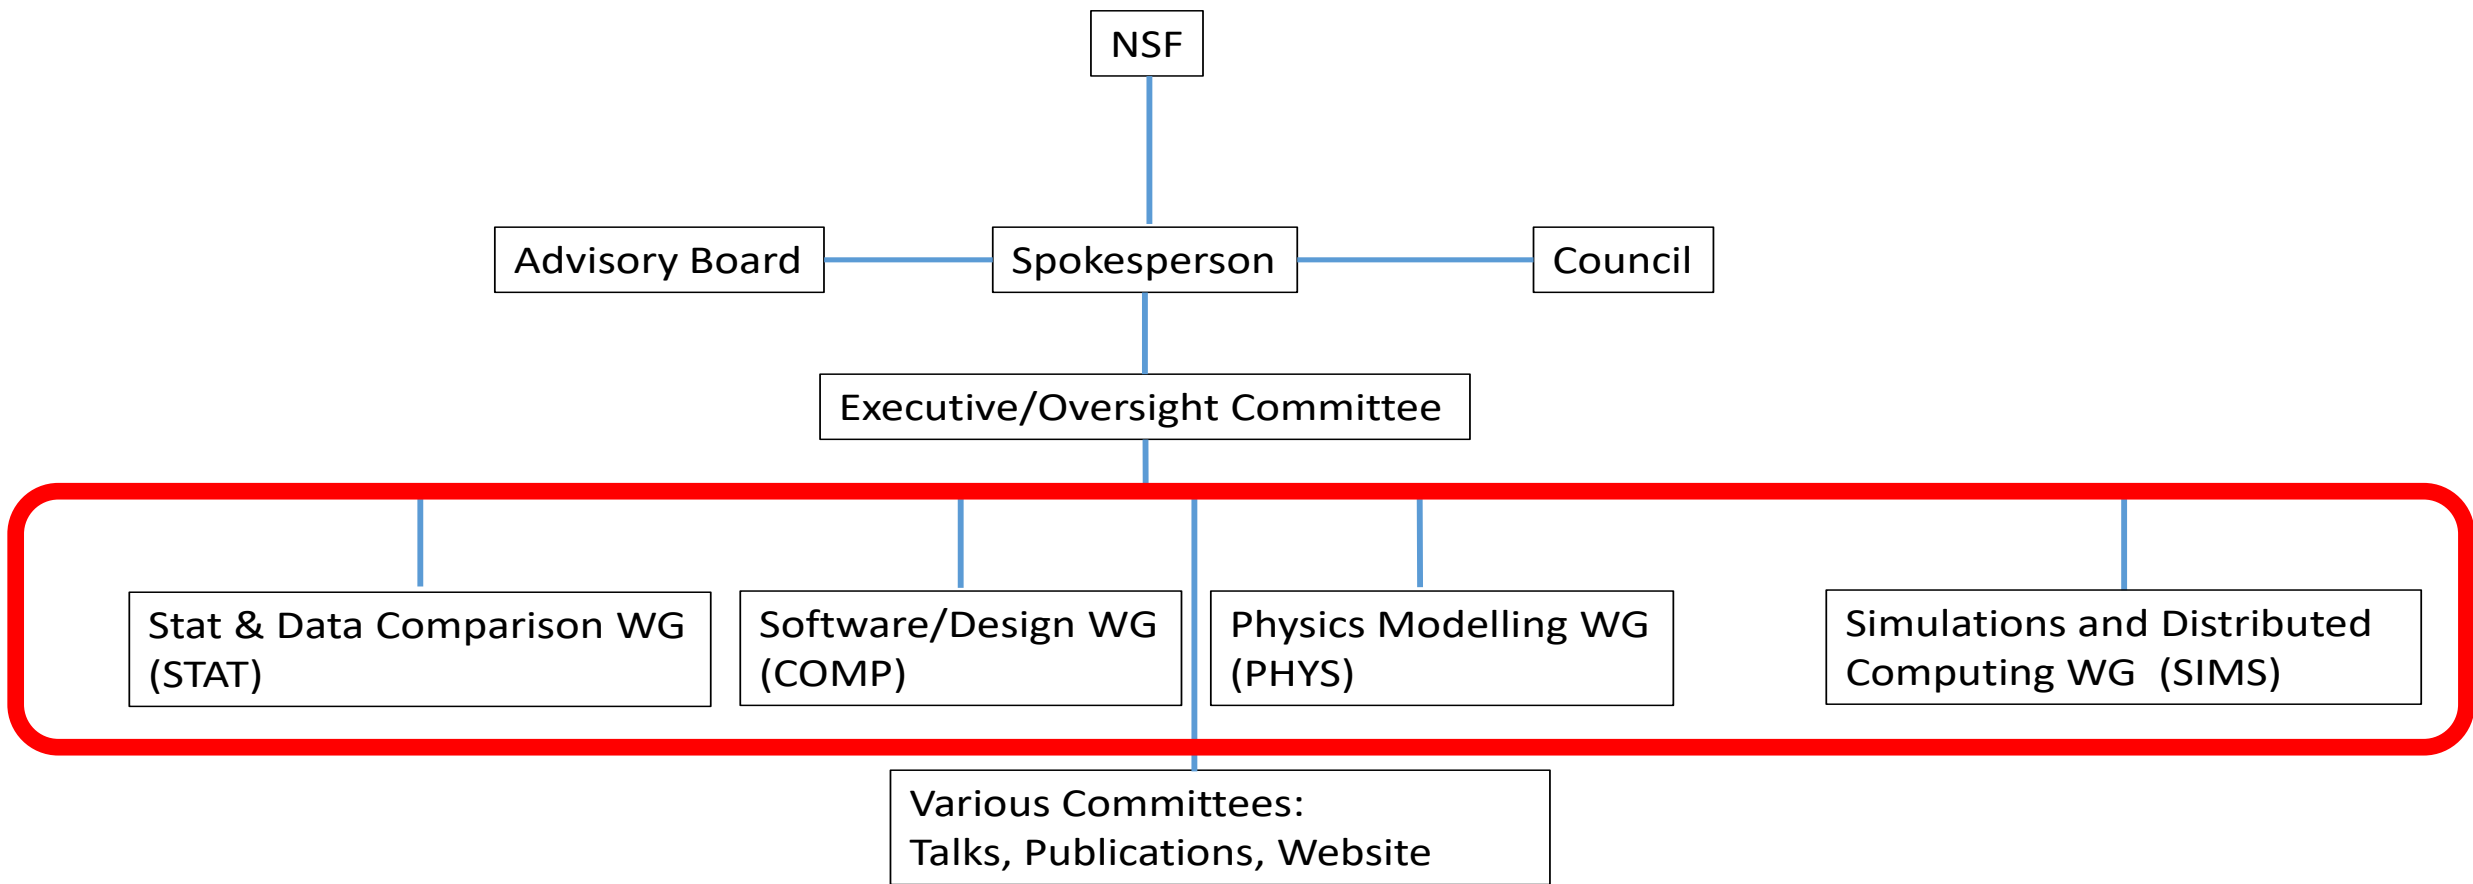 NSF
Advisory Board
Spokesperson
Council
Executive/Oversight Committee
Stat & Data Comparison WG
(STAT)
Software/Design WG
(COMP)
Physics Modelling WG
(PHYS)
Simulations and Distributed
Computing WG  (SIMS)
Various Committees:
Talks, Publications, Website